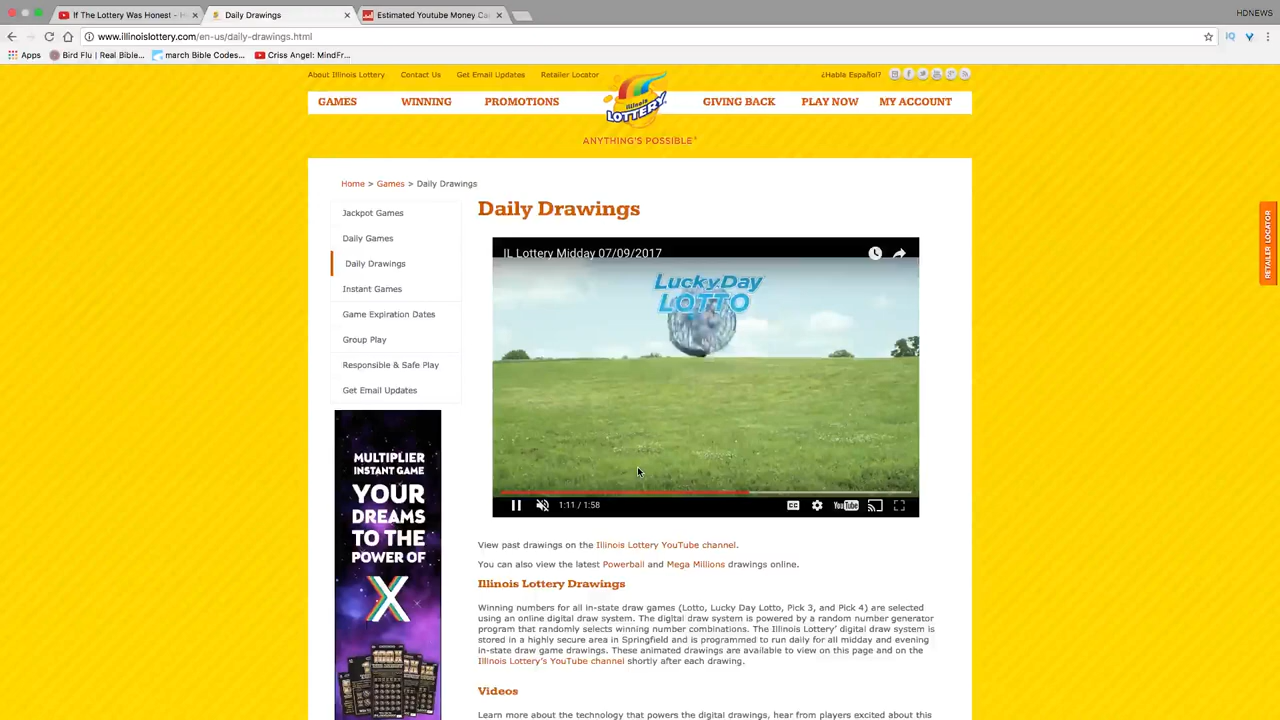 If The Lottery Was Honest - H
Daily Drawings
Estimated Youtube Money Ca
HDNEWS
www.illinoislottery.com/en-us/daily-drawings.html
Apps Bird Flu | Real Bible... march Bible Codes... Criss Angel: MindFr...
About Illinois Lottery Contact Us Get Email Updates Retailer Locator ¿Habla Español?
GAMES WINNING PROMOTIONS Illinois LOTTERY GIVING BACK PLAY NOW MY ACCOUNT
ANYTHING'S POSSIBLE
RETAILER LOCATOR
Home > Games > Daily Drawings
Jackpot Games
Daily Games
Daily Drawings
Instant Games
Game Expiration Dates
Group Play
Responsible & Safe Play
Get Email Updates
MULTIPLIER
INSTANT GAME
YOUR
DREAMS
TO THE
POWER OF
X
Daily Drawings
IL Lottery Midday 07/09/2017
LuckyDay
LOTTO
1:11 / 1:58
CC YouTube
View past drawings on the Illinois Lottery YouTube channel.
You can also view the latest Powerball and Mega Millions drawings online.
Illinois Lottery Drawings
Winning numbers for all in-state draw games (Lotto, Lucky Day Lotto, Pick 3, and Pick 4) are selected
using an online digital draw system. The digital draw system is powered by a random number generator
program that randomly selects winning number combinations. The Illinois Lottery' digital draw system is
stored in a highly secure area in Springfield and is programmed to run daily for all midday and evening
in-state draw game drawings. These animated drawings are available to view on this page and on the
Illinois Lottery's YouTube channel shortly after each drawing.
Videos
Learn more about the technology that powers the digital drawings, hear from players excited about this